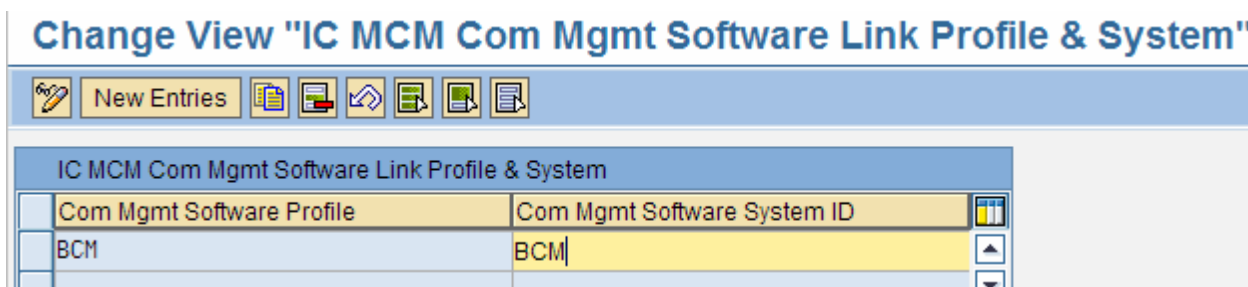 Change View "IC MCM Com Mgmt Software Link Profile & System"
New Entries
IC MCM Com Mgmt Software Link Profile & System
Com Mgmt Software Profile Com Mgmt Software System ID
BCM BCM